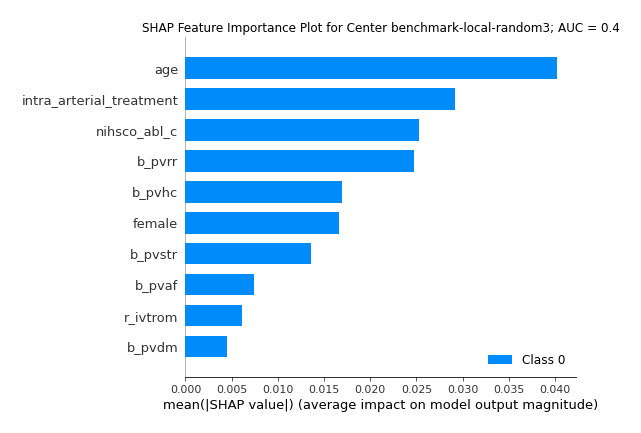 SHAP Feature Importance Plot for Center benchmark-local-random3; AUC = 0.4
age
intra_arterial_treatment
nihsco_abl_c
b_pvrr
b_pvhc
female
b_pvstr
b_pvaf
r_ivtrom
b_pvdm
Class 0
0.000 0.005 0.010 0.015 0.020 0.025 0.030 0.035 0.040
mean(|SHAP value|) (average impact on model output magnitude)